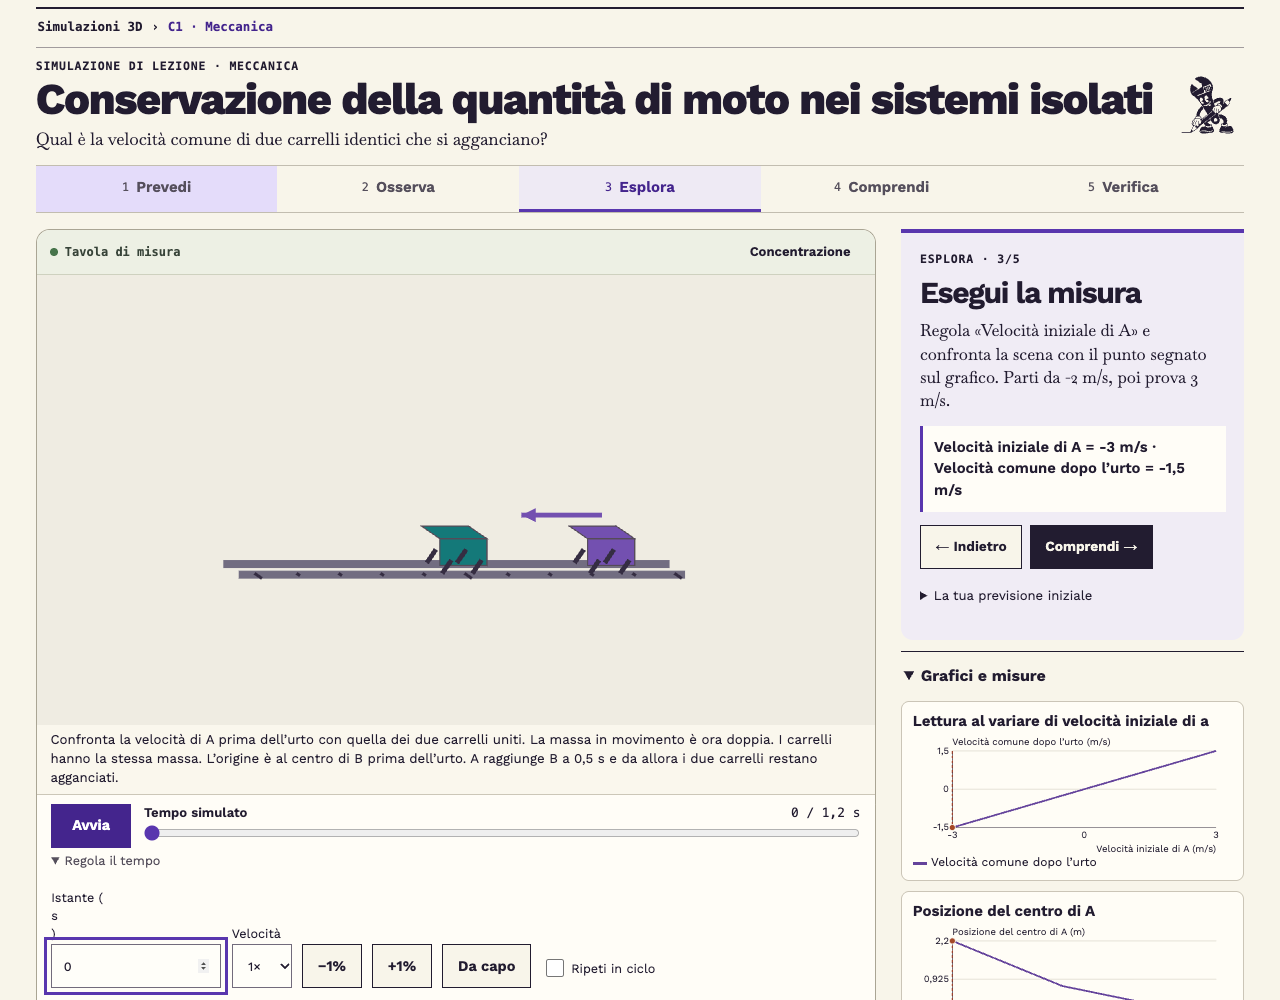 Simulazioni 3D › C1 · Meccanica
SIMULAZIONE DI LEZIONE · MECCANICA
Conservazione della quantità di moto nei sistemi isolati
Qual è la velocità comune di due carrelli identici che si agganciano?
1 Prevedi
2 Osserva
3 Esplora
4 Comprendi
5 Verifica
Tavola di misura
Concentrazione
Confronta la velocità di A prima dell’urto con quella dei due carrelli uniti. La massa in movimento è ora doppia. I carrelli
hanno la stessa massa. L’origine è al centro di B prima dell’urto. A raggiunge B a 0,5 s e da allora i due carrelli restano
agganciati.
Avvia
Tempo simulato
0 / 1,2 s
▼ Regola il tempo
Istante (
s
)
0
Velocità
1×
−1%
+1%
Da capo
Ripeti in ciclo
ESPLORA · 3/5
Esegui la misura
Regola «Velocità iniziale di A» e
confronta la scena con il punto segnato
sul grafico. Parti da -2 m/s, poi prova 3
m/s.
Velocità iniziale di A = -3 m/s ·
Velocità comune dopo l’urto = -1,5
m/s
← Indietro
Comprendi →
▶ La tua previsione iniziale
▼ Grafici e misure
Lettura al variare di velocità iniziale di a
Velocità comune dopo l’urto (m/s)
1,5
0
-1,5
-3
0
3
Velocità iniziale di A (m/s)
Velocità comune dopo l’urto
Posizione del centro di A
Posizione del centro di A (m)
2,2
0,925